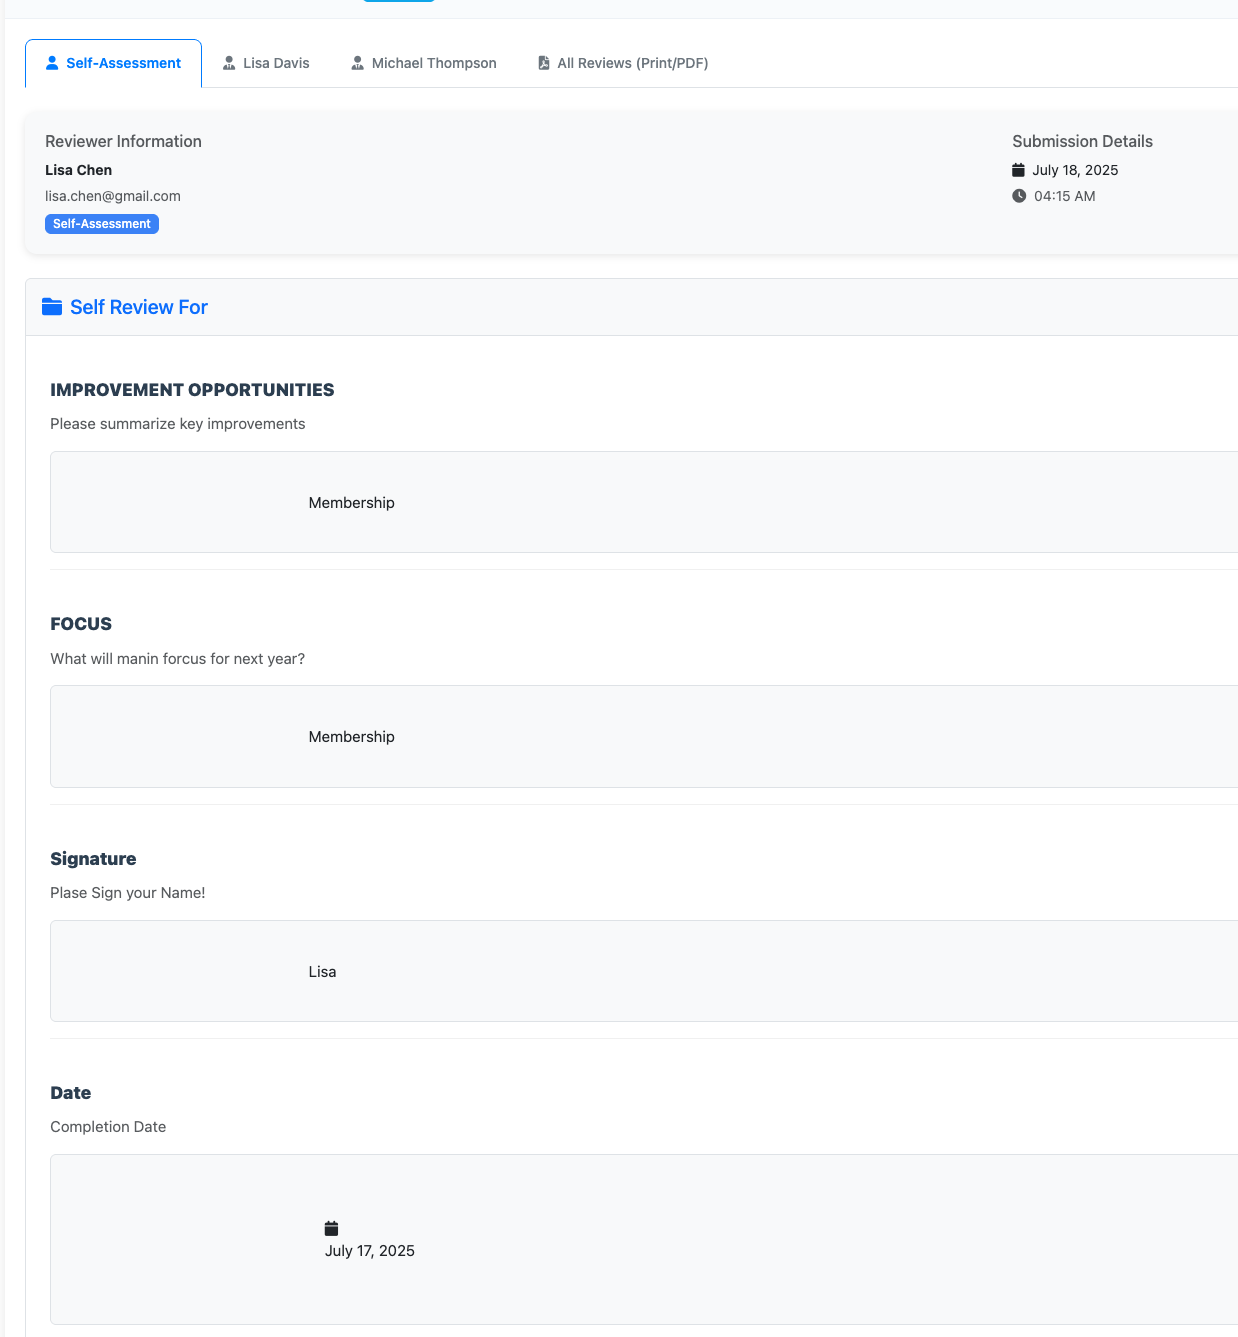 Self-Assessment
Lisa Davis
Michael Thompson
All Reviews (Print/PDF)
Reviewer Information
Lisa Chen
lisa.chen@gmail.com
Self-Assessment
Submission Details
July 18, 2025
04:15 AM
Self Review For
IMPROVEMENT OPPORTUNITIES
Please summarize key improvements
Membership
FOCUS
What will manin forcus for next year?
Membership
Signature
Plase Sign your Name!
Lisa
Date
Completion Date
July 17, 2025